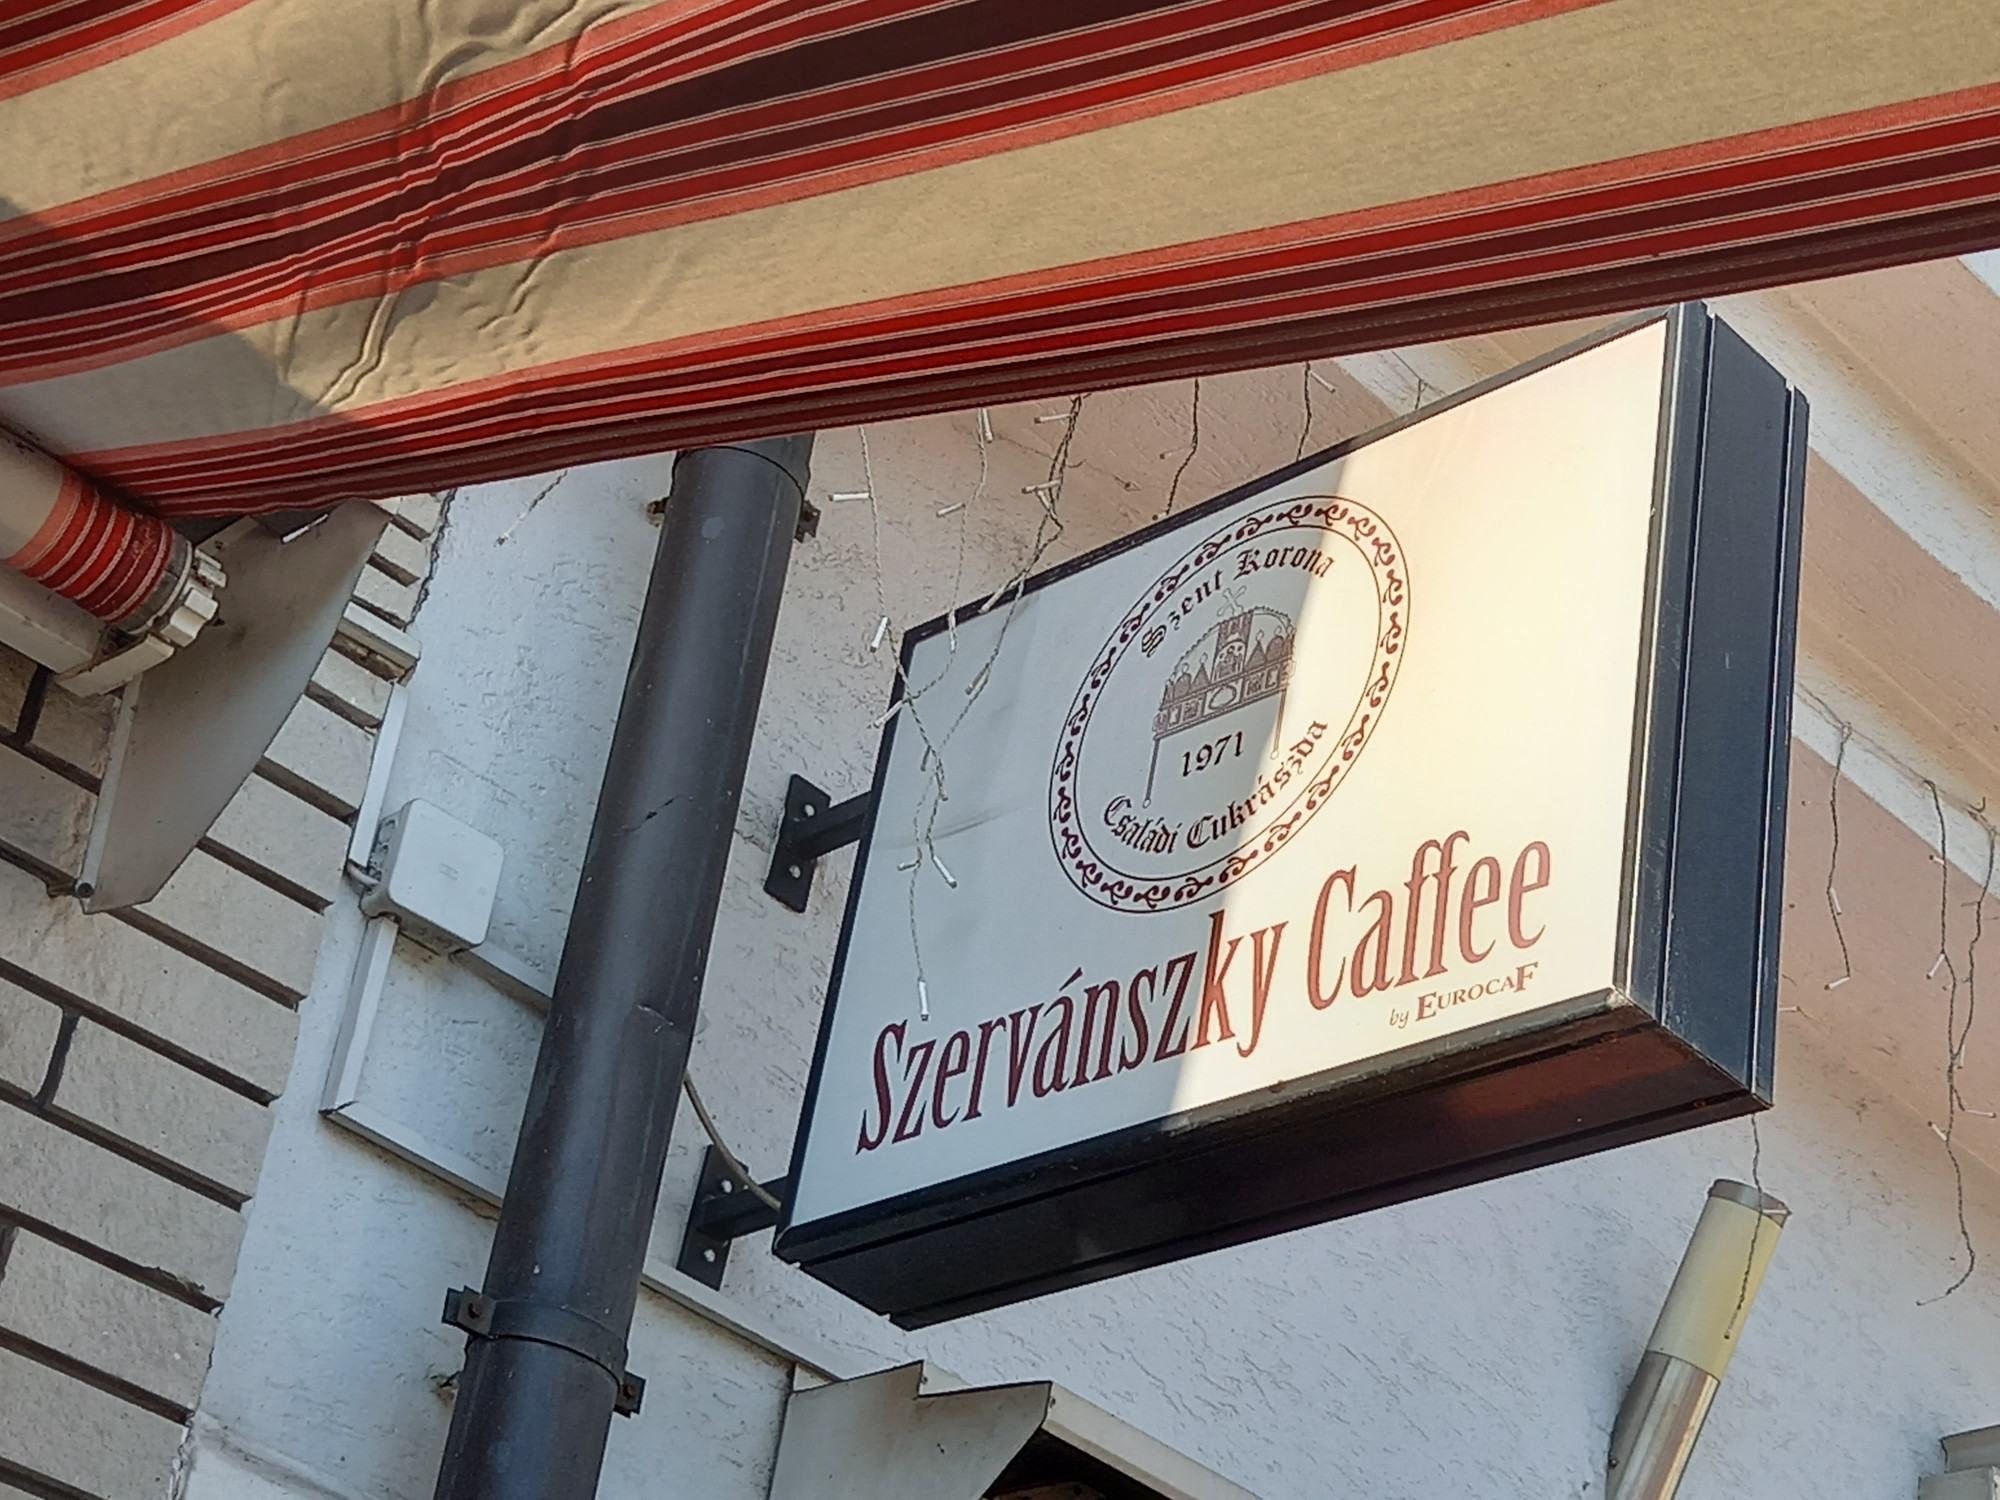 Szent Korona
1971
Családi Cukrászda
Szervánszky Caffee
by EUROCAF